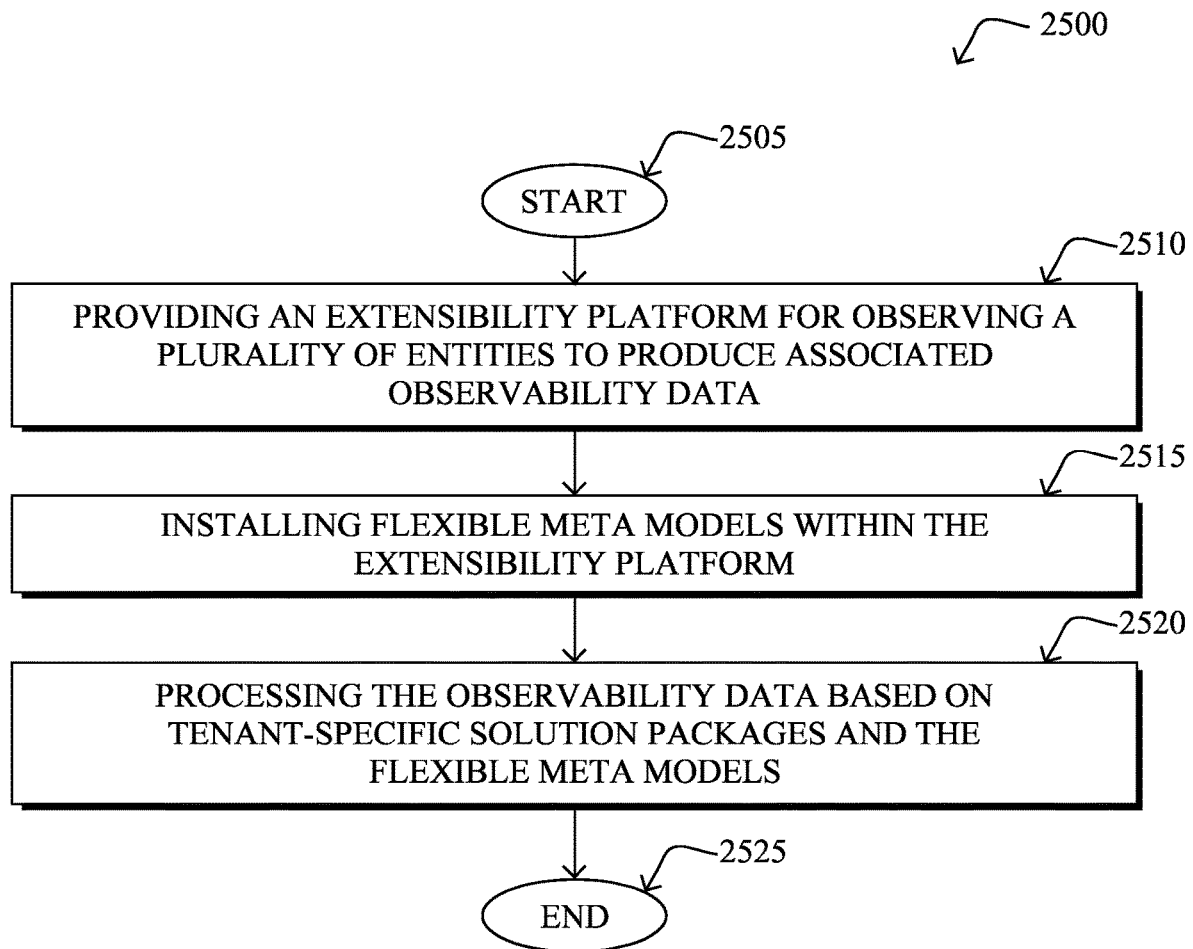 2500
2505
START
2510
PROVIDING AN EXTENSIBILITY PLATFORM FOR OBSERVING A
PLURALITY OF ENTITIES TO PRODUCE ASSOCIATED
OBSERVABILITY DATA
2515
INSTALLING FLEXIBLE META MODELS WITHIN THE
EXTENSIBILITY PLATFORM
2520
PROCESSING THE OBSERVABILITY DATA BASED ON
TENANT-SPECIFIC SOLUTION PACKAGES AND THE
FLEXIBLE META MODELS
2525
END